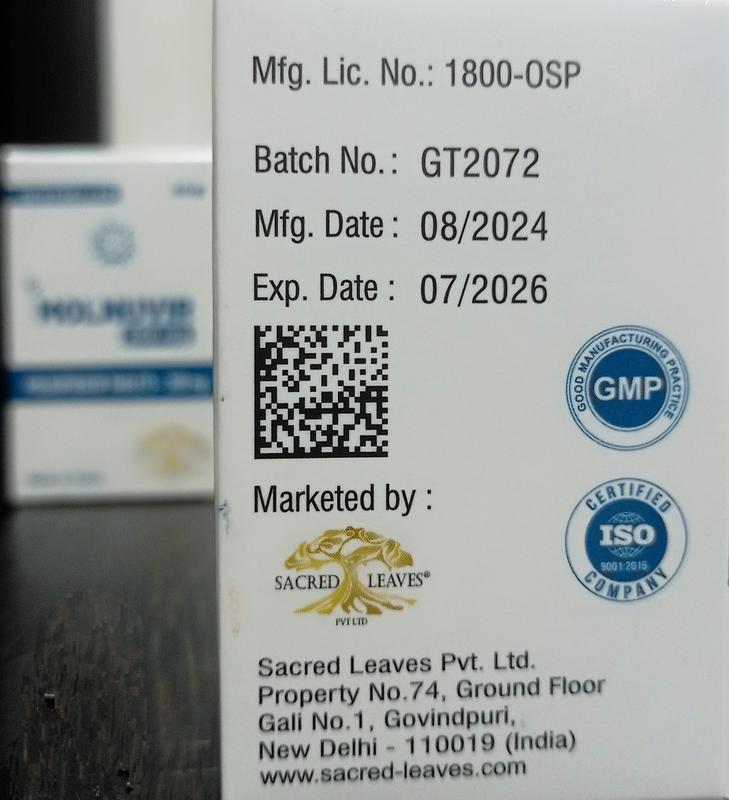 Mfg. Lic. No.: 1800-OSP
Batch No.: GT2072
Mfg. Date : 08/2024
Exp. Date : 07/2026
GOOD MANUFACTURING PRACTICE
GMP
Marketed by :
CERTIFIED
ISO
9001:2015
COMPANY
SACRED LEAVES®
PVT LTD
Sacred Leaves Pvt. Ltd.
Property No.74, Ground Floor
Gali No.1, Govindpuri,
New Delhi - 110019 (India)
www.sacred-leaves.com
MOLNUVIR